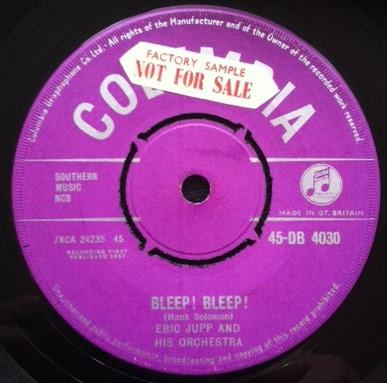 Columbia Graphophone Co. Ltd. · All rights of the Manufacturer and of the Owner of the recorded work reserved.
COLUMBIA
FACTORY SAMPLE
NOT FOR SALE
SOUTHERN
MUSIC
NCB
MADE IN GT. BRITAIN
7XCA 24235 45
45-DB 4030
RECORDING FIRST
PUBLISHED 1957
BLEEP! BLEEP!
(Hank Solomon)
ERIC JUPP AND
HIS ORCHESTRA
Unauthorised public performance, broadcasting and copying of this record prohibited.